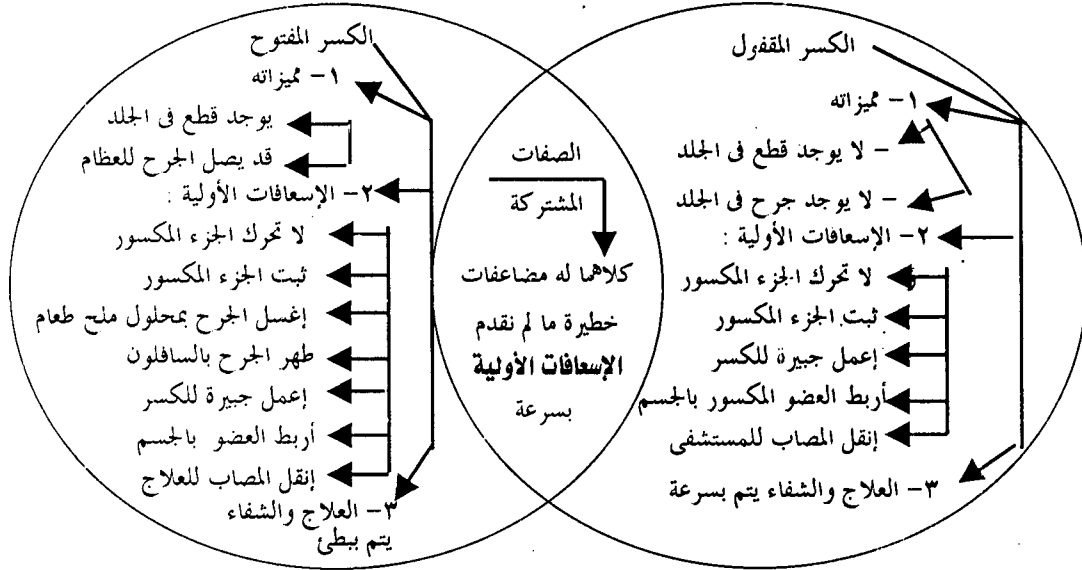 الكسر المقفول
١- مميزاته
- لا يوجد قطع فى الجلد
- لا يوجد جرح فى الجلد
٢- الإسعافات الأولية :
لا تحرك الجزء المكسور
ثبت الجزء المكسور
إعمل جبيرة للكسر
أربط العضو المكسور بالجسم
إنقل المصاب للمستشفى
٣- العلاج والشفاء يتم بسرعة
الصفات
المشتركة
كلاهما له مضاعفات
خطيرة ما لم نقدم
الإسعافات الأولية
بسرعة
الكسر المفتوح
١- مميزاته
يوجد قطع فى الجلد
قد يصل الجرح للعظام
٢- الإسعافات الأولية :
لا تحرك الجزء المكسور
ثبت الجزء المكسور
إغسل الجرح بمحلول ملح طعام
طهر الجرح بالسافلون
إعمل جبيرة للكسر
أربط العضو بالجسم
إنقل المصاب للعلاج
٣- العلاج والشفاء
يتم ببطئ